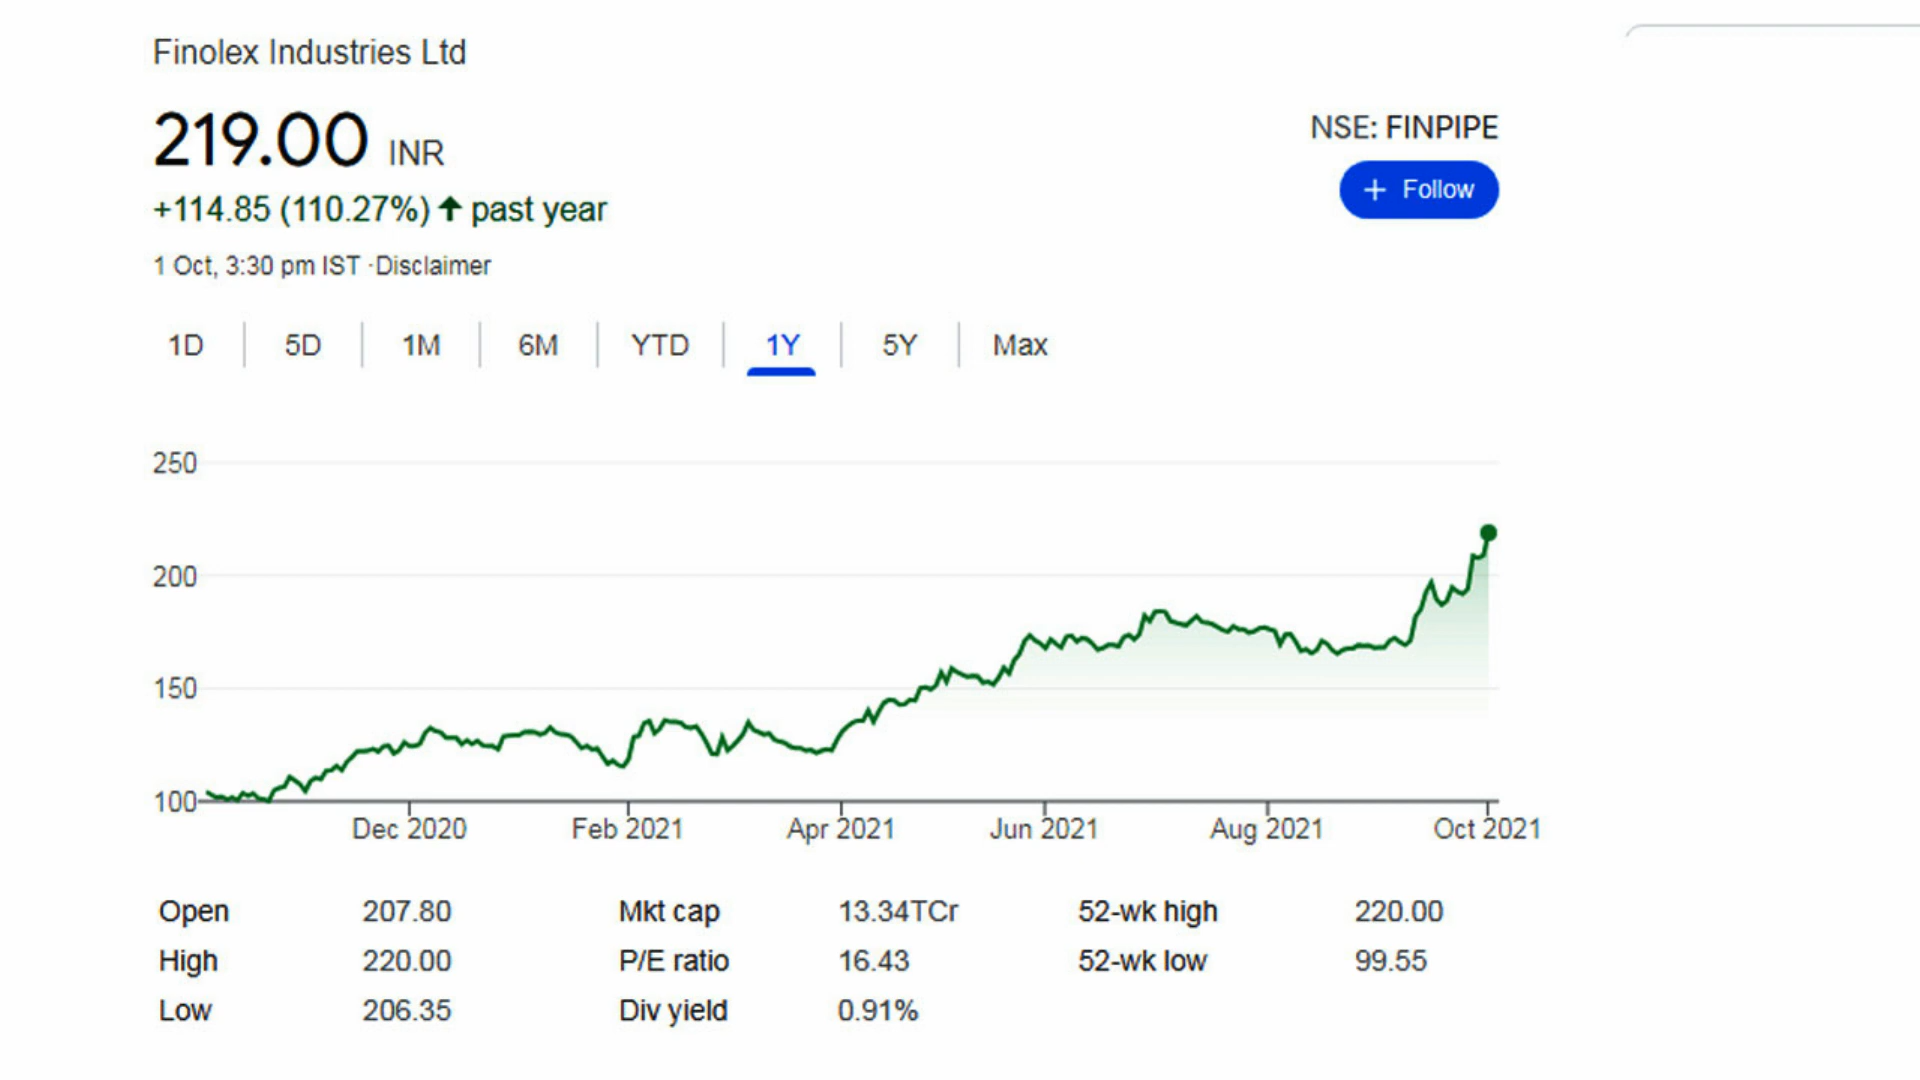 Finolex Industries Ltd
219.00 INR
NSE: FINPIPE
+ Follow
+114.85 (110.27%) ↑ past year
1 Oct, 3:30 pm IST ·Disclaimer
1D 5D 1M 6M YTD 1Y 5Y Max
250
200
150
100
Dec 2020 Feb 2021 Apr 2021 Jun 2021 Aug 2021 Oct 2021
Open 207.80 Mkt cap 13.34TCr 52-wk high 220.00
High 220.00 P/E ratio 16.43 52-wk low 99.55
Low 206.35 Div yield 0.91%